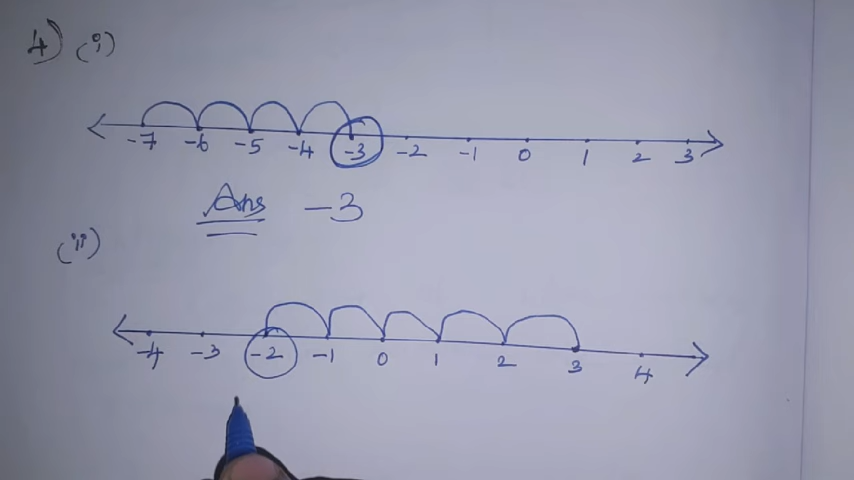 4) (i)
-7 -6 -5 -4 -3 -2 -1 0 1 2 3
Ans -3
(ii)
-4 -3 -2 -1 0 1 2 3 4